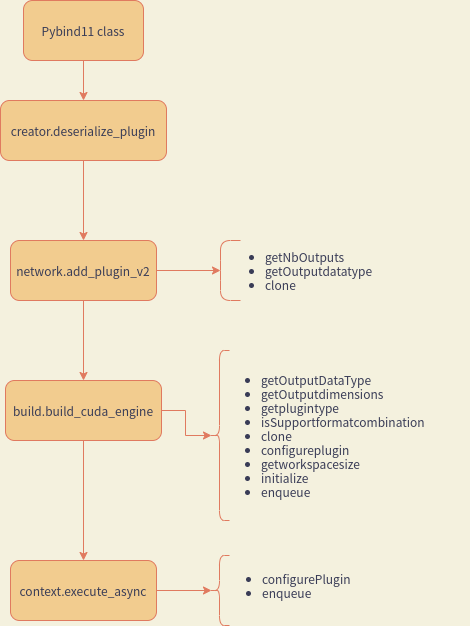 Pybind11 class
creator.deserialize_plugin
network.add_plugin_v2
getNbOutputs
getOutputdatatype
clone
build.build_cuda_engine
getOutputDataType
getOutputdimensions
getplugintype
isSupportformatcombination
clone
configureplugin
getworkspacesize
initialize
enqueue
context.execute_async
configurePlugin
enqueue